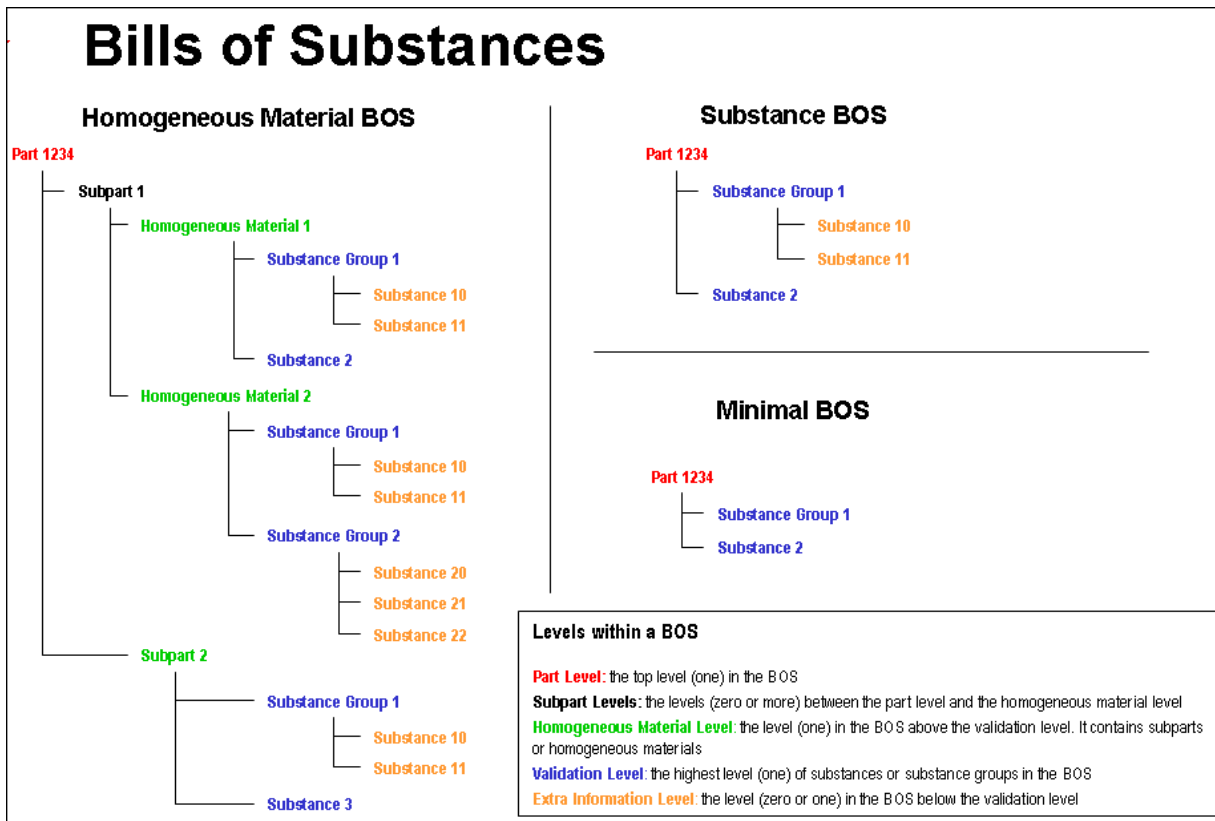 Bills of Substances
Homogeneous Material BOS
Part 1234
Subpart 1
Homogeneous Material 1
Substance Group 1
Substance 10
Substance 11
Substance 2
Homogeneous Material 2
Substance Group 1
Substance 10
Substance 11
Substance Group 2
Substance 20
Substance 21
Substance 22
Subpart 2
Substance Group 1
Substance 10
Substance 11
Substance 3
Substance BOS
Part 1234
Substance Group 1
Substance 10
Substance 11
Substance 2
Minimal BOS
Part 1234
Substance Group 1
Substance 2
Levels within a BOS
Part Level: the top level (one) in the BOS
Subpart Levels: the levels (zero or more) between the part level and the homogeneous material level
Homogeneous Material Level: the level (one) in the BOS above the validation level. It contains subparts
or homogeneous materials
Validation Level: the highest level (one) of substances or substance groups in the BOS
Extra Information Level: the level (zero or one) in the BOS below the validation level